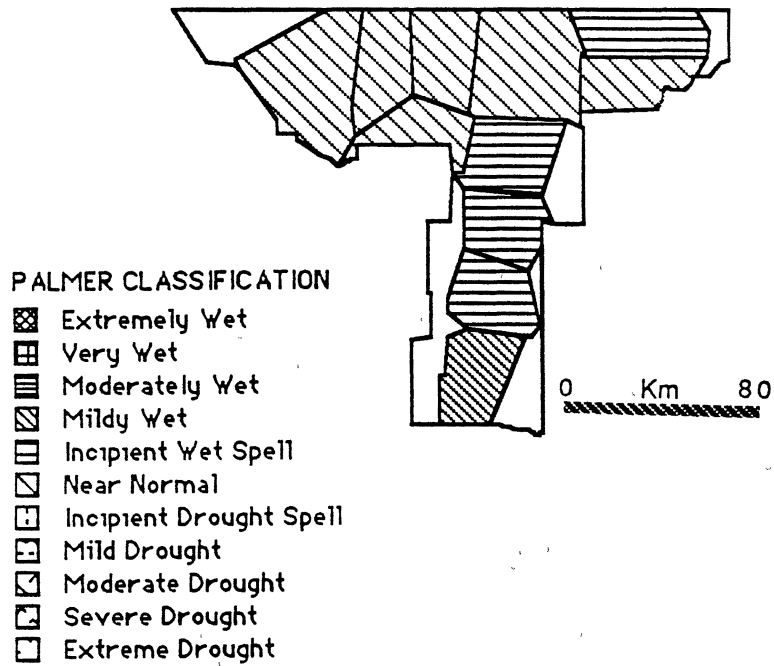 PALMER CLASSIFICATION
Extremely Wet
Very Wet
Moderately Wet
Mildy Wet
Incipient Wet Spell
Near Normal
Incipient Drought Spell
Mild Drought
Moderate Drought
Severe Drought
Extreme Drought
0 Km 80